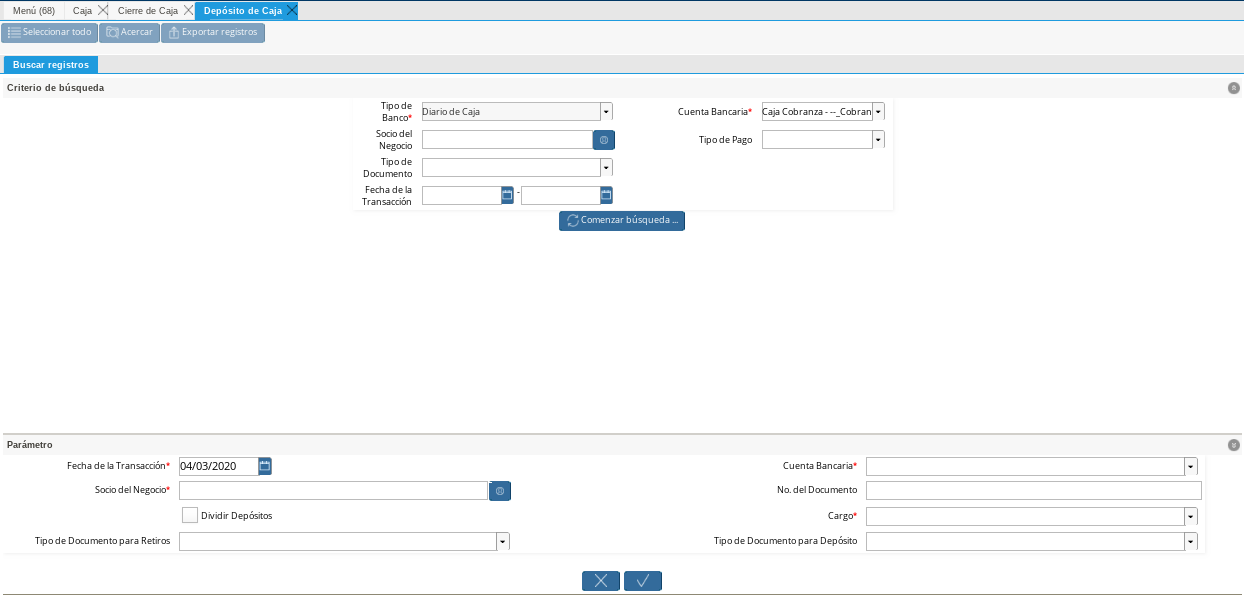 Menú (68) Caja Cierre de Caja Depósito de Caja
Seleccionar todo Acercar Exportar registros
Buscar registros
Criterio de búsqueda
Tipo de Banco* Diario de Caja Cuenta Bancaria* Caja Cobranza - --_Cobran
Socio del Negocio Tipo de Pago
Tipo de Documento
Fecha de la Transacción -
Comenzar búsqueda ...
Parámetro
Fecha de la Transacción* 04/03/2020 Cuenta Bancaria*
Socio del Negocio* No. del Documento
Dividir Depósitos Cargo*
Tipo de Documento para Retiros Tipo de Documento para Depósito